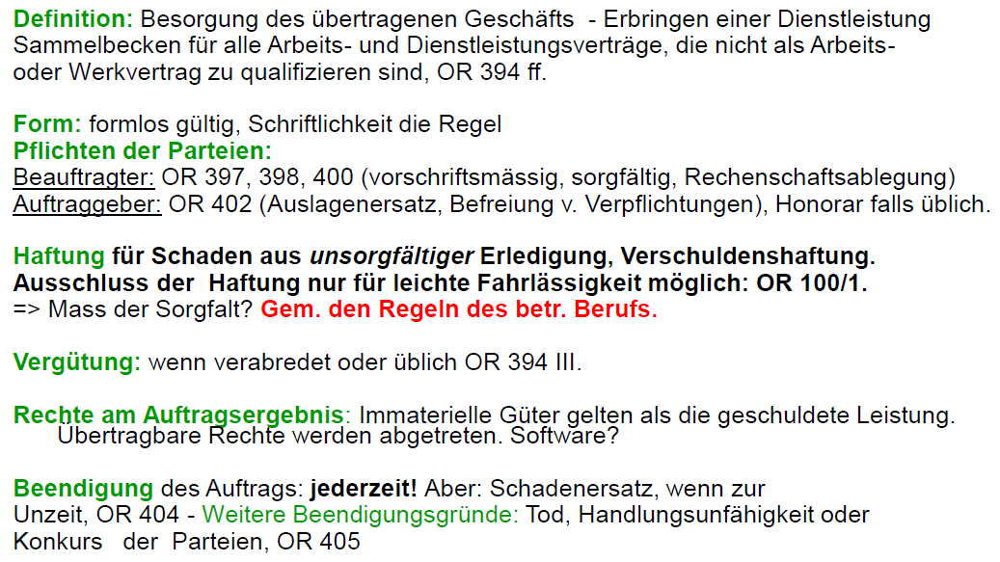 Definition: Besorgung des übertragenen Geschäfts - Erbringen einer Dienstleistung
Sammelbecken für alle Arbeits- und Dienstleistungsverträge, die nicht als Arbeits-
oder Werkvertrag zu qualifizieren sind, OR 394 ff.
Form: formlos gültig, Schriftlichkeit die Regel
Pflichten der Parteien:
Beauftragter: OR 397, 398, 400 (vorschriftsmässig, sorgfältig, Rechenschaftsablegung)
Auftraggeber: OR 402 (Auslagenersatz, Befreiung v. Verpflichtungen), Honorar falls üblich.
Haftung für Schaden aus unsorgfältiger Erledigung, Verschuldenshaftung.
Ausschluss der Haftung nur für leichte Fahrlässigkeit möglich: OR 100/1.
=> Mass der Sorgfalt? Gem. den Regeln des betr. Berufs.
Vergütung: wenn verabredet oder üblich OR 394 III.
Rechte am Auftragsergebnis: Immaterielle Güter gelten als die geschuldete Leistung.
Übertragbare Rechte werden abgetreten. Software?
Beendigung des Auftrags: jederzeit! Aber: Schadenersatz, wenn zur
Unzeit, OR 404 - Weitere Beendigungsgründe: Tod, Handlungsunfähigkeit oder
Konkurs der Parteien, OR 405